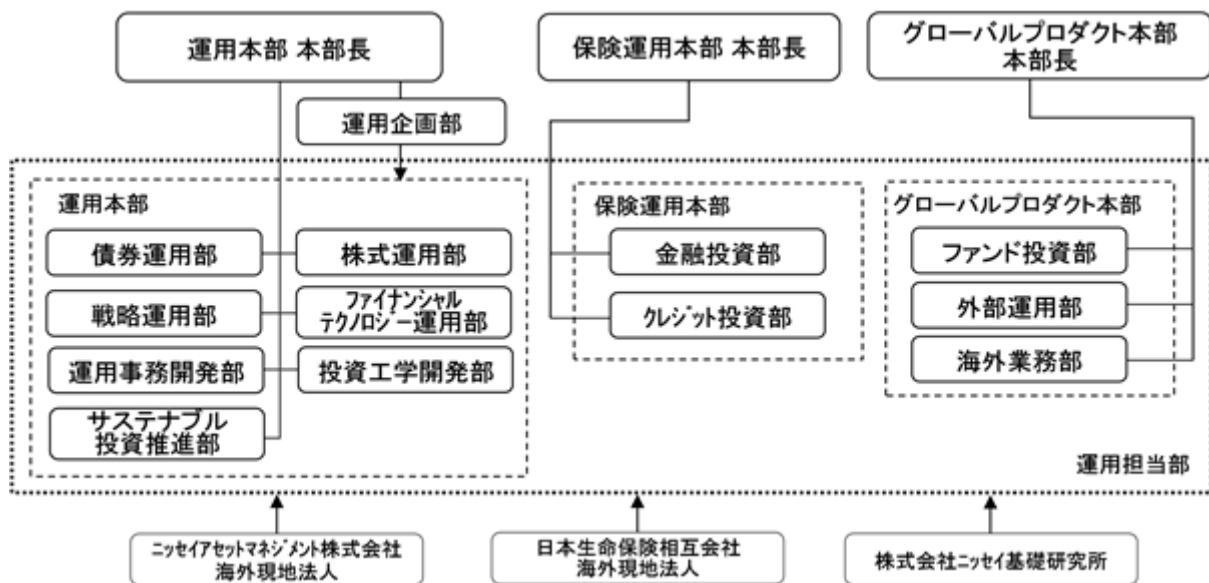 運用本部 本部長
保険運用本部 本部長
グローバルプロダクト本部
本部長
運用企画部
運用本部
債券運用部
株式運用部
戦略運用部
ファイナンシャル
テクノロジー運用部
運用事務開発部
投資工学開発部
サステナブル
投資推進部
保険運用本部
金融投資部
クレジット投資部
グローバルプロダクト本部
ファンド投資部
外部運用部
海外業務部
運用担当部
ニッセイアセットマネジメント株式会社
海外現地法人
日本生命保険相互会社
海外現地法人
株式会社ニッセイ基礎研究所